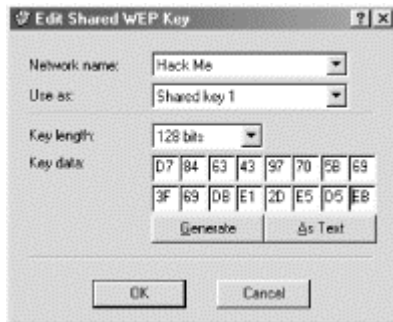 Edit Shared WEP Key
Network name: Hack Me
Use as: Shared key 1
Key length: 128 bits
Key data: D7 84 63 43 97 70 5B 69
3F 69 DB E1 2D E5 D5 EB
Generate As Text
OK Cancel